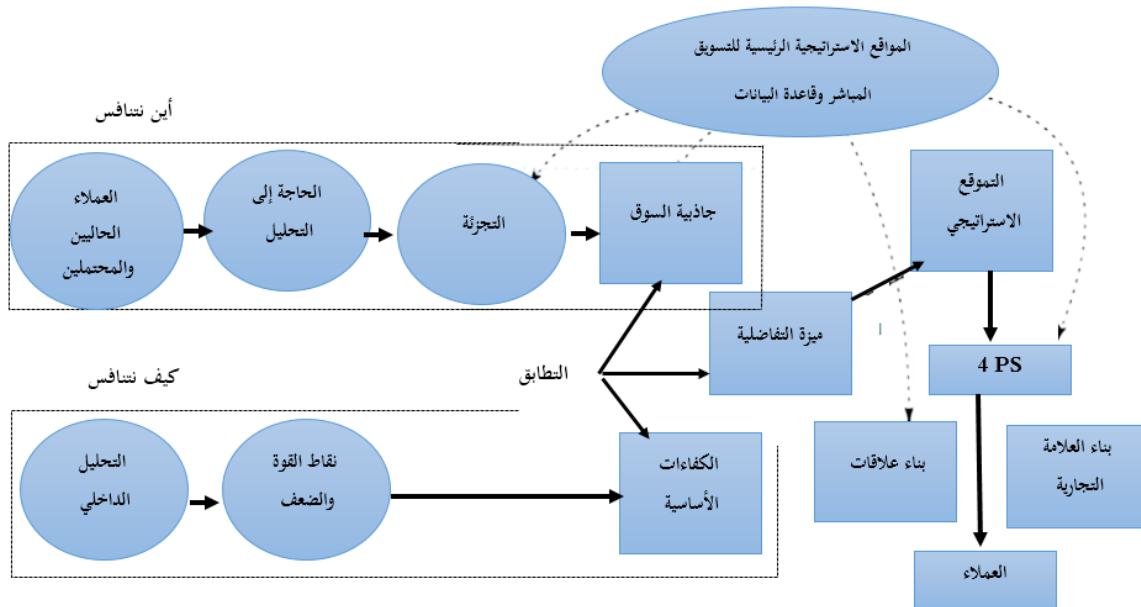 المواقع الاستراتيجية الرئيسية للتسويق
المباشر وقاعدة البيانات
أين نتنافس
العملاء
الحاليين
والمحتملين
الحاجة إلى
التحليل
التجزئة
جاذبية السوق
التموقع
الاستراتيجي
ميزة التفاضلية
4 PS
كيف نتنافس
التطابق
التحليل
الداخلي
نقاط القوة
والضعف
الكفاءات
الأساسية
بناء علاقات
بناء العلامة
التجارية
العملاء